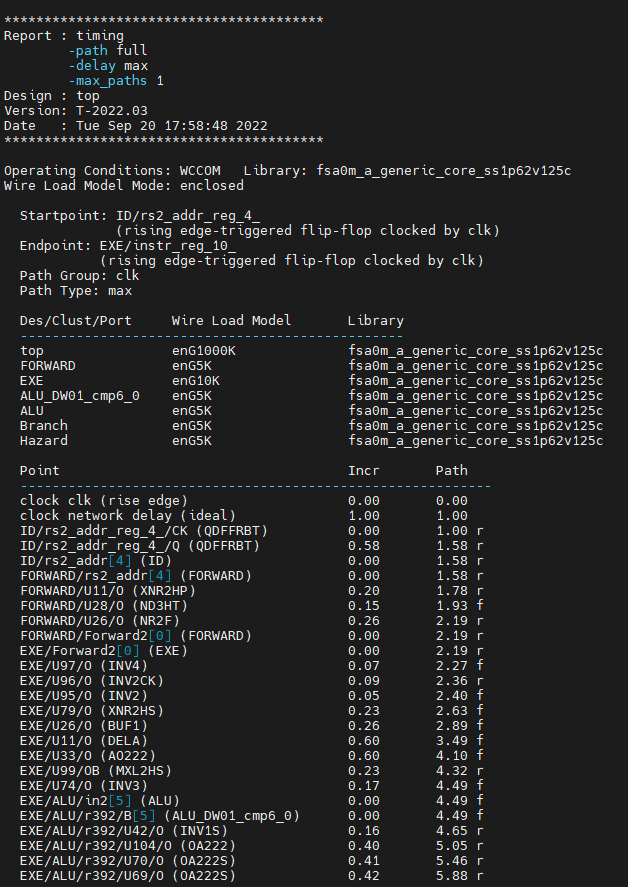 ****************************************
Report : timing
        -path full
        -delay max
        -max_paths 1
Design : top
Version: T-2022.03
Date   : Tue Sep 20 17:58:48 2022
****************************************
Operating Conditions: WCCOM   Library: fsa0m_a_generic_core_ss1p62v125c
Wire Load Model Mode: enclosed
  Startpoint: ID/rs2_addr_reg_4_
              (rising edge-triggered flip-flop clocked by clk)
  Endpoint: EXE/instr_reg_10_
            (rising edge-triggered flip-flop clocked by clk)
  Path Group: clk
  Path Type: max
  Des/Clust/Port     Wire Load Model       Library
  ------------------------------------------------
  top                enG1000K              fsa0m_a_generic_core_ss1p62v125c
  FORWARD            enG5K                 fsa0m_a_generic_core_ss1p62v125c
  EXE                enG10K                fsa0m_a_generic_core_ss1p62v125c
  ALU_DW01_cmp6_0    enG5K                 fsa0m_a_generic_core_ss1p62v125c
  ALU                enG5K                 fsa0m_a_generic_core_ss1p62v125c
  Branch             enG5K                 fsa0m_a_generic_core_ss1p62v125c
  Hazard             enG5K                 fsa0m_a_generic_core_ss1p62v125c
  Point                                    Incr       Path
  -----------------------------------------------------------
  clock clk (rise edge)                    0.00       0.00
  clock network delay (ideal)              1.00       1.00
  ID/rs2_addr_reg_4_/CK (QDFFRBT)          0.00       1.00 r
  ID/rs2_addr_reg_4_/Q (QDFFRBT)           0.58       1.58 r
  ID/rs2_addr[4] (ID)                      0.00       1.58 r
  FORWARD/rs2_addr[4] (FORWARD)            0.00       1.58 r
  FORWARD/U11/O (XNR2HP)                   0.20       1.78 r
  FORWARD/U28/O (ND3HT)                    0.15       1.93 f
  FORWARD/U26/O (NR2F)                     0.26       2.19 r
  FORWARD/Forward2[0] (FORWARD)            0.00       2.19 r
  EXE/Forward2[0] (EXE)                    0.00       2.19 r
  EXE/U97/O (INV4)                         0.07       2.27 f
  EXE/U96/O (INV2CK)                       0.09       2.36 r
  EXE/U95/O (INV2)                         0.05       2.40 f
  EXE/U79/O (XNR2HS)                       0.23       2.63 f
  EXE/U26/O (BUF1)                         0.26       2.89 f
  EXE/U11/O (DELA)                         0.60       3.49 f
  EXE/U33/O (AO222)                        0.60       4.10 f
  EXE/U99/OB (MXL2HS)                      0.23       4.32 r
  EXE/U74/O (INV3)                         0.17       4.49 f
  EXE/ALU/in2[5] (ALU)                     0.00       4.49 f
  EXE/ALU/r392/B[5] (ALU_DW01_cmp6_0)      0.00       4.49 f
  EXE/ALU/r392/U42/O (INV1S)               0.16       4.65 r
  EXE/ALU/r392/U104/O (OA222)              0.40       5.05 r
  EXE/ALU/r392/U70/O (OA222S)              0.41       5.46 r
  EXE/ALU/r392/U69/O (OA222S)              0.42       5.88 r